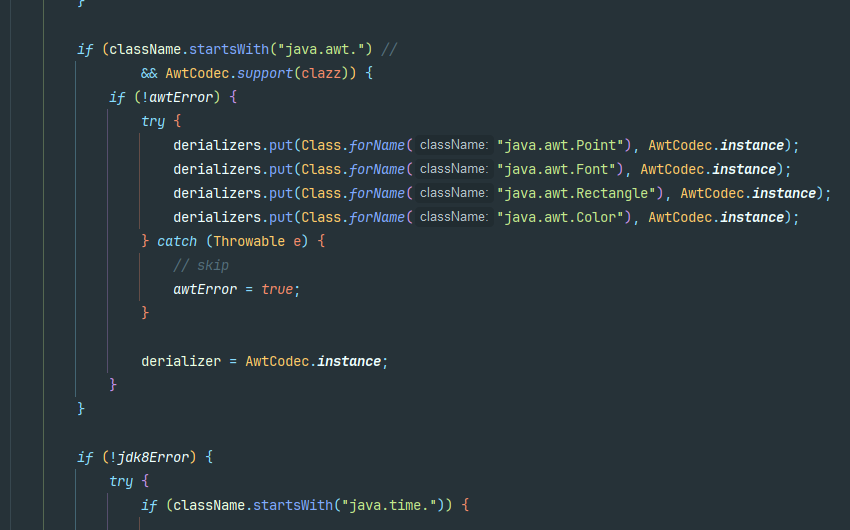 }
if (className.startsWith("java.awt.") //
&& AwtCodec.support(clazz)) {
if (!awtError) {
try {
derializers.put(Class.forName( className: "java.awt.Point"), AwtCodec.instance);
derializers.put(Class.forName( className: "java.awt.Font"), AwtCodec.instance);
derializers.put(Class.forName( className: "java.awt.Rectangle"), AwtCodec.instance);
derializers.put(Class.forName( className: "java.awt.Color"), AwtCodec.instance);
} catch (Throwable e) {
// skip
awtError = true;
}
derializer = AwtCodec.instance;
}
}
if (!jdk8Error) {
try {
if (className.startsWith("java.time.")) {